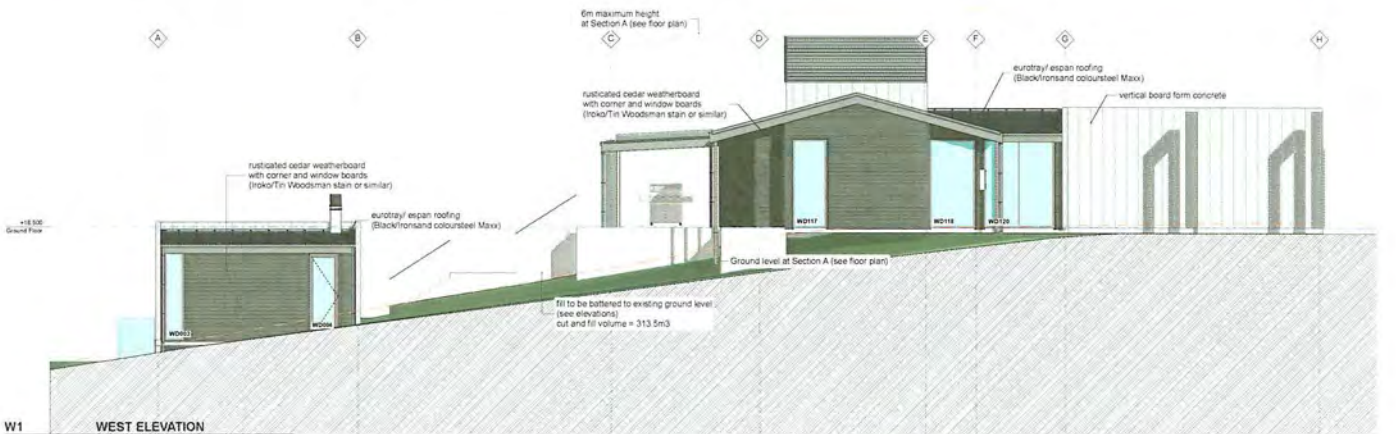 6m maximum height
at Section A (see floor plan)
A
B
C
D
E
F
G
H
eurotray/ espan roofing
(Black/Ironsand coloursteel Maxx)
vertical board form concrete
rusticated cedar weatherboard
with corner and window boards
(Iroko/Tin Woodsman stain or similar)
rusticated cedar weatherboard
with corner and window boards
(Iroko/Tin Woodsman stain or similar)
eurotray/ espan roofing
(Black/Ironsand coloursteel Maxx)
Ground Floor
WD117
WD118
WD120
Ground level at Section A (see floor plan)
fill to be battered to existing ground level
(see elevations)
cut and fill volume = 313.5m3
W1
WEST ELEVATION